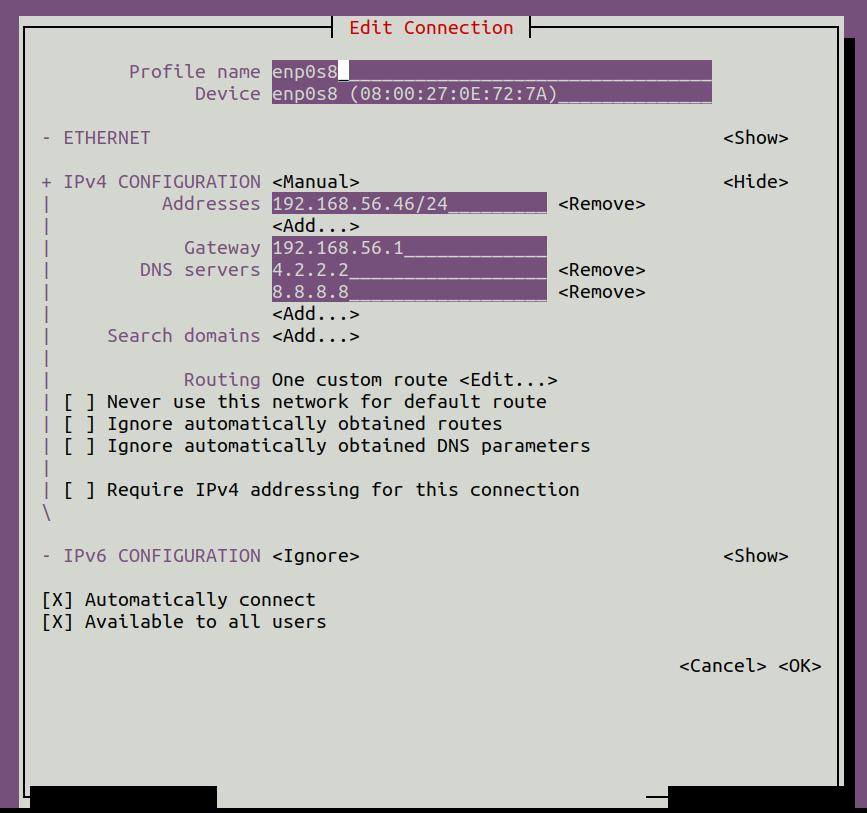 Edit Connection
Profile name enp0s8
Device enp0s8 (08:00:27:0E:72:7A)
- ETHERNET <Show>
+ IPv4 CONFIGURATION <Manual> <Hide>
| Addresses 192.168.56.46/24 <Remove>
| <Add...>
| Gateway 192.168.56.1
| DNS servers 4.2.2.2 <Remove>
| 8.8.8.8 <Remove>
| <Add...>
| Search domains <Add...>
|
| Routing One custom route <Edit...>
| [ ] Never use this network for default route
| [ ] Ignore automatically obtained routes
| [ ] Ignore automatically obtained DNS parameters
|
| [ ] Require IPv4 addressing for this connection
\
- IPv6 CONFIGURATION <Ignore> <Show>
[X] Automatically connect
[X] Available to all users
<Cancel> <OK>